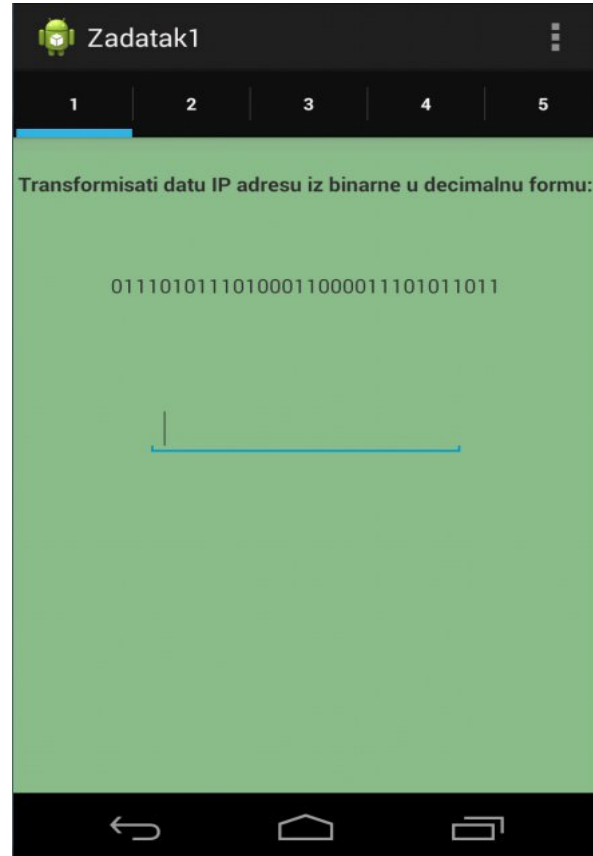 Zadatak1
1 2 3 4 5
Transformisati datu IP adresu iz binarne u decimalnu formu:
01110101110100011000011101011011